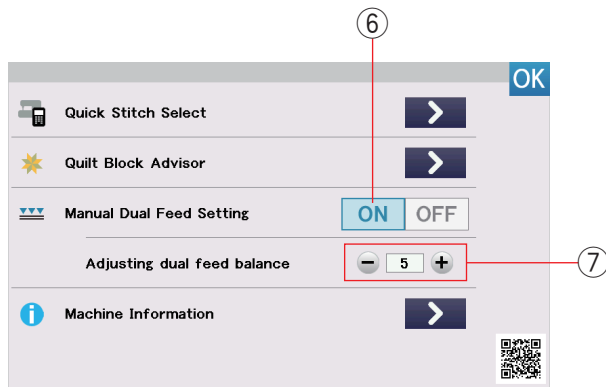 ⑥
OK
Quick Stitch Select
Quilt Block Advisor
Manual Dual Feed Setting ON OFF
Adjusting dual feed balance − 5 + ⑦
Machine Information